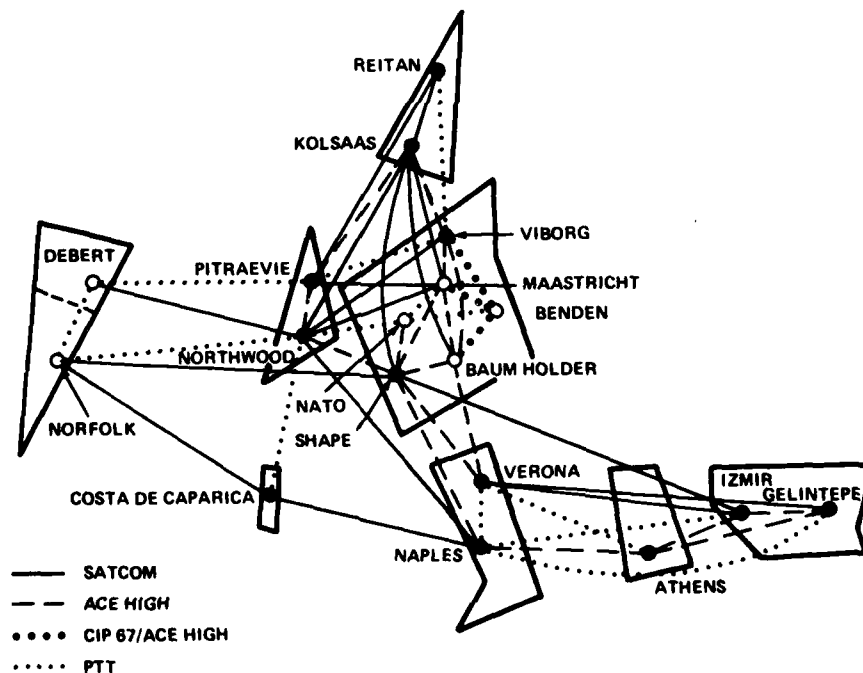 REITAN
KOLSAAS
VIBORG
DEBERT
PITRAEVIE
MAASTRICHT
BENDEN
NORTHWOOD
BAUM HOLDER
NATO
NORFOLK
SHAPE
VERONA
IZMIR
GELINTEPE
COSTA DE CAPARICA
NAPLES
ATHENS
SATCOM
ACE HIGH
CIP 67/ACE HIGH
PTT